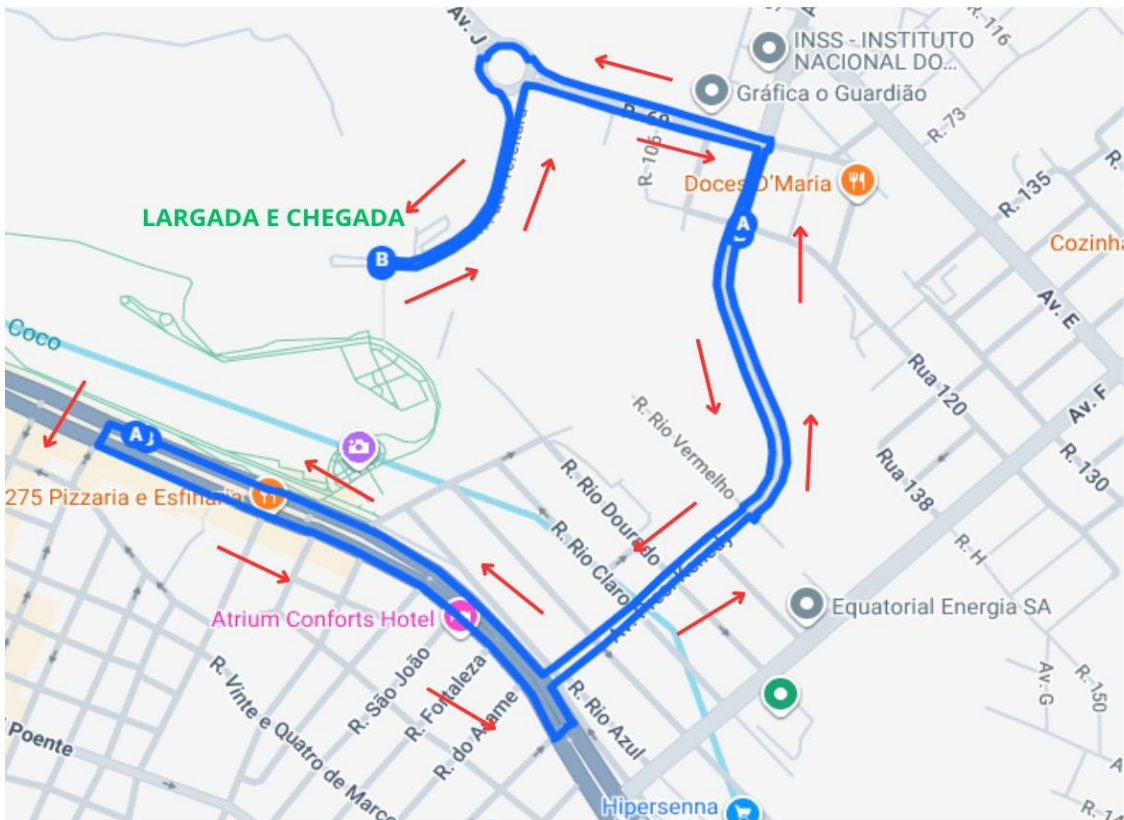 Av. J
R. 116
INSS - INSTITUTO
NACIONAL DO...
Gráfica o Guardião
R. 69
R. 73
R. 106
R. 135
Doces D'Maria
LARGADA E CHEGADA
A
B
Cozinha
Av. E
Coco
Rua 120
Av. F
R. Rio Vermelho
A
275 Pizzaria e Esfiharia
R. Rio Dourado
Rua 138
R. 130
R. Rio Claro
R. H
Equatorial Energia SA
Atrium Conforts Hotel
R. São João
R. Fortaleza
R. do Arame
R. Rio Azul
R. Vinte e Quatro de Março
Av. G
R. 150
Poente
Hipersenna